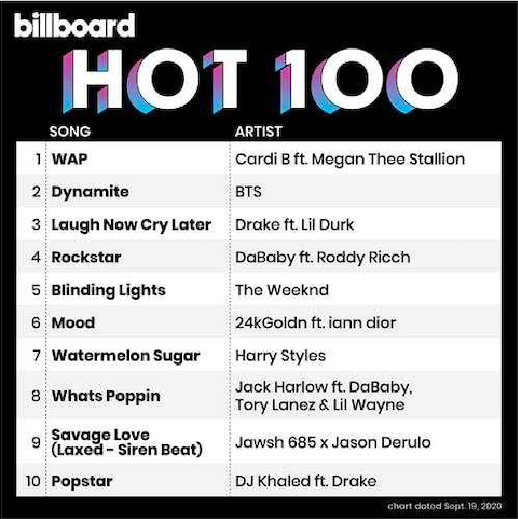 billboard
HOT 100
SONG ARTIST
1 WAP Cardi B ft. Megan Thee Stallion
2 Dynamite BTS
3 Laugh Now Cry Later Drake ft. Lil Durk
4 Rockstar DaBaby ft. Roddy Ricch
5 Blinding Lights The Weeknd
6 Mood 24kGoldn ft. iann dior
7 Watermelon Sugar Harry Styles
8 Whats Poppin Jack Harlow ft. DaBaby,
Tory Lanez & Lil Wayne
9 Savage Love
(Laxed - Siren Beat) Jawsh 685 x Jason Derulo
10 Popstar DJ Khaled ft. Drake
chart dated Sept. 19, 2020